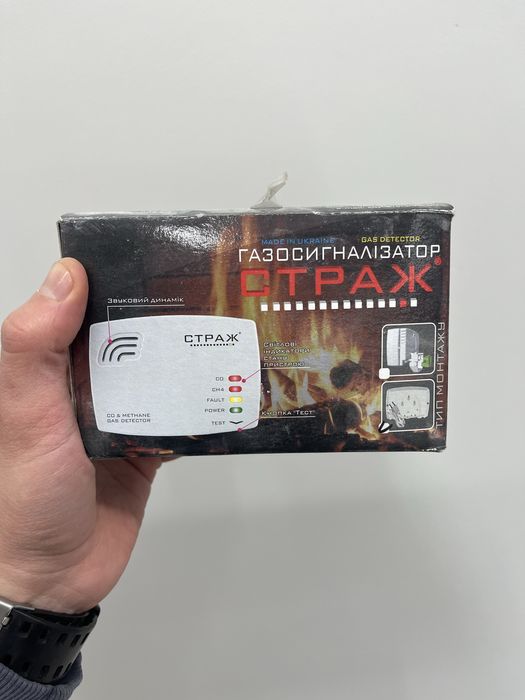 MADE IN UKRAINE
GAS DETECTOR
ГАЗОСИГНАЛІЗАТОР
СТРАЖ®
Звуковий динамік
СТРАЖ
CO
CH4
FAULT
POWER
TEST
CO & METHANE
GAS DETECTOR
Світлові
індикатори
стану
пристрою
Кнопка "Тест"
ТИП МОНТАЖУ